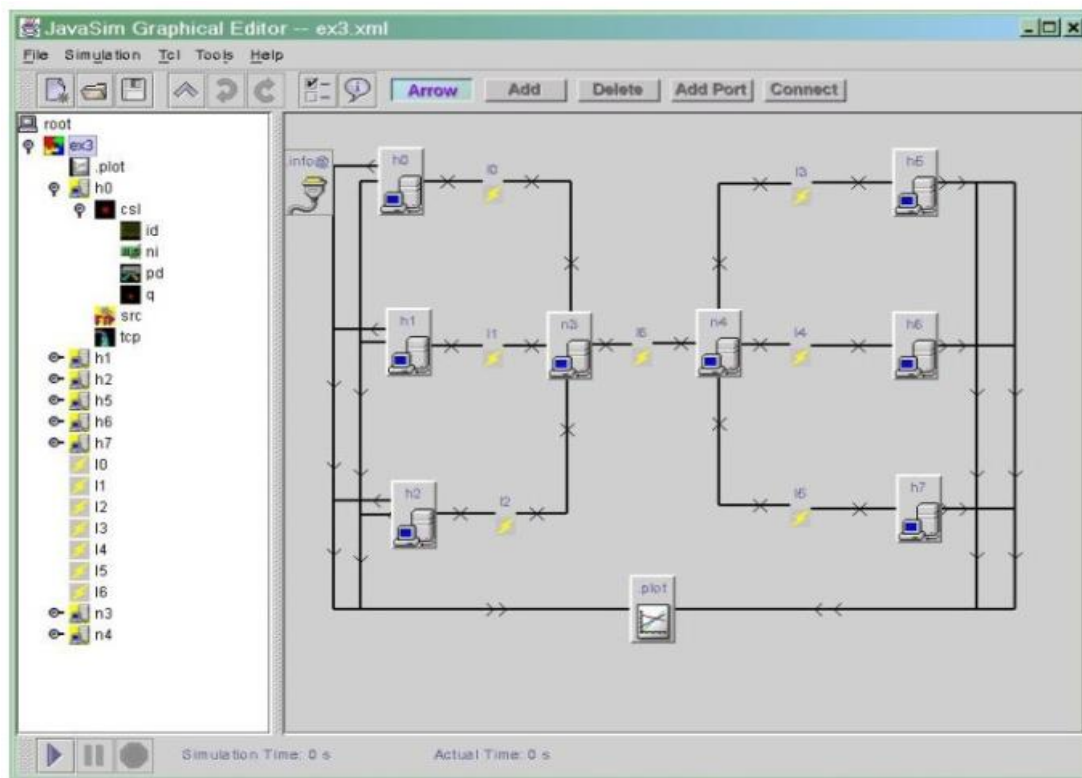 JavaSim Graphical Editor -- ex3.xml
File Simulation Tcl Tools Help
Arrow Add Delete Add Port Connect
root
ex3
.plot
h0
csl
id
ni
pd
q
src
tcp
h1
h2
h5
h6
h7
l0
l1
l2
l3
l4
l5
l6
n3
n4
info@
h0
l0
l3
h5
h1
l1
n3
l6
n4
l4
h6
h2
l2
l5
h7
.plot
Simulation Time: 0 s Actual Time: 0 s